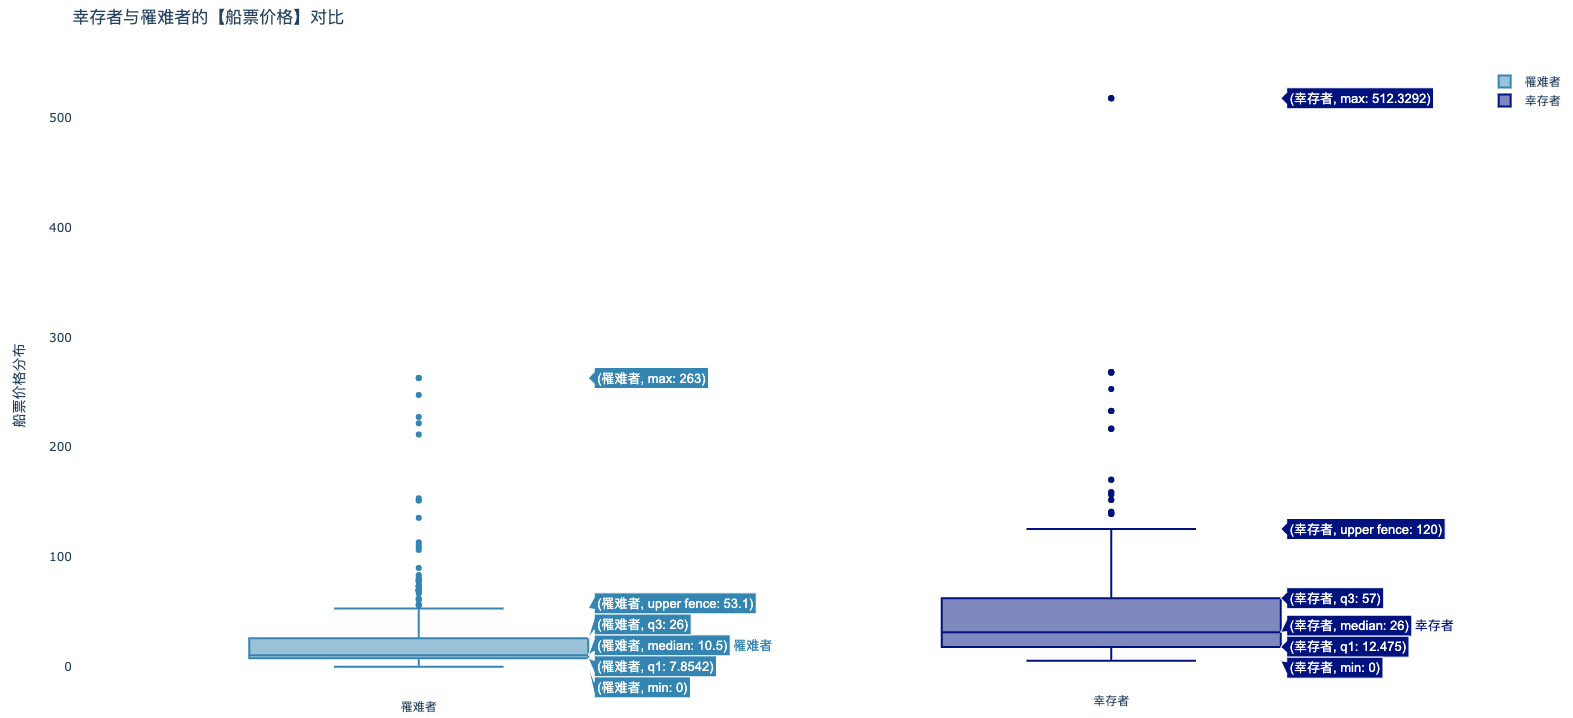 幸存者与罹难者的【船票价格】对比
罹难者
幸存者
船票价格分布
500
400
300
200
100
0
(罹难者, max: 263)
(罹难者, upper fence: 53.1)
(罹难者, q3: 26)
(罹难者, median: 10.5) 罹难者
(罹难者, q1: 7.8542)
(罹难者, min: 0)
(幸存者, max: 512.3292)
(幸存者, upper fence: 120)
(幸存者, q3: 57)
(幸存者, median: 26) 幸存者
(幸存者, q1: 12.475)
(幸存者, min: 0)
罹难者
幸存者